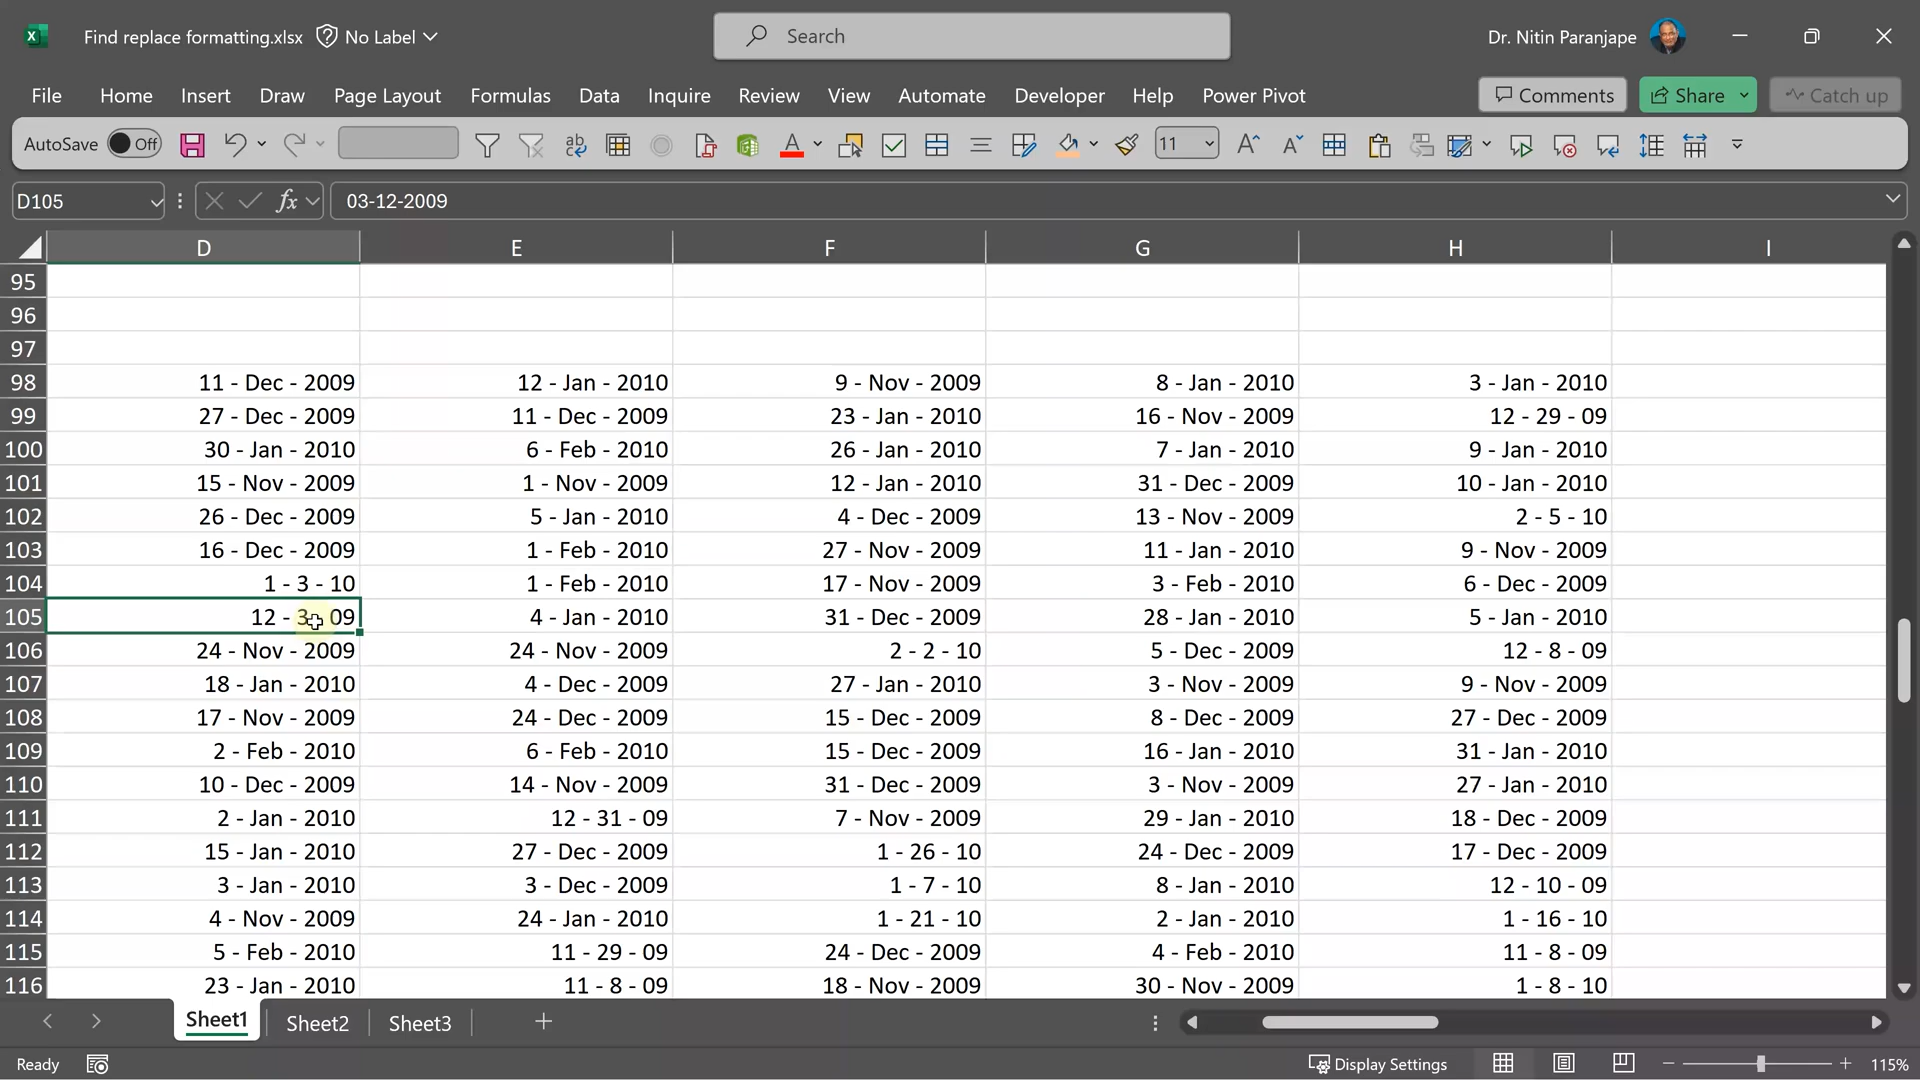 Find replace formatting.xlsx No Label Search Dr. Nitin Paranjape
File Home Insert Draw Page Layout Formulas Data Inquire Review View Automate Developer Help Power Pivot Comments Share Catch up
AutoSave Off 11
D105 fx 03-12-2009
D E F G H I
95
96
97
98 11 - Dec - 2009 12 - Jan - 2010 9 - Nov - 2009 8 - Jan - 2010 3 - Jan - 2010
99 27 - Dec - 2009 11 - Dec - 2009 23 - Jan - 2010 16 - Nov - 2009 12 - 29 - 09
100 30 - Jan - 2010 6 - Feb - 2010 26 - Jan - 2010 7 - Jan - 2010 9 - Jan - 2010
101 15 - Nov - 2009 1 - Nov - 2009 12 - Jan - 2010 31 - Dec - 2009 10 - Jan - 2010
102 26 - Dec - 2009 5 - Jan - 2010 4 - Dec - 2009 13 - Nov - 2009 2 - 5 - 10
103 16 - Dec - 2009 1 - Feb - 2010 27 - Nov - 2009 11 - Jan - 2010 9 - Nov - 2009
104 1 - 3 - 10 1 - Feb - 2010 17 - Nov - 2009 3 - Feb - 2010 6 - Dec - 2009
105 12 - 3 - 09 4 - Jan - 2010 31 - Dec - 2009 28 - Jan - 2010 5 - Jan - 2010
106 24 - Nov - 2009 24 - Nov - 2009 2 - 2 - 10 5 - Dec - 2009 12 - 8 - 09
107 18 - Jan - 2010 4 - Dec - 2009 27 - Jan - 2010 3 - Nov - 2009 9 - Nov - 2009
108 17 - Nov - 2009 24 - Dec - 2009 15 - Dec - 2009 8 - Dec - 2009 27 - Dec - 2009
109 2 - Feb - 2010 6 - Feb - 2010 15 - Dec - 2009 16 - Jan - 2010 31 - Jan - 2010
110 10 - Dec - 2009 14 - Nov - 2009 31 - Dec - 2009 3 - Nov - 2009 27 - Jan - 2010
111 2 - Jan - 2010 12 - 31 - 09 7 - Nov - 2009 29 - Jan - 2010 18 - Dec - 2009
112 15 - Jan - 2010 27 - Dec - 2009 1 - 26 - 10 24 - Dec - 2009 17 - Dec - 2009
113 3 - Jan - 2010 3 - Dec - 2009 1 - 7 - 10 8 - Jan - 2010 12 - 10 - 09
114 4 - Nov - 2009 24 - Jan - 2010 1 - 21 - 10 2 - Jan - 2010 1 - 16 - 10
115 5 - Feb - 2010 11 - 29 - 09 24 - Dec - 2009 4 - Feb - 2010 11 - 8 - 09
116 23 - Jan - 2010 11 - 8 - 09 18 - Nov - 2009 30 - Nov - 2009 1 - 8 - 10
Sheet1 Sheet2 Sheet3
Ready Display Settings 115%